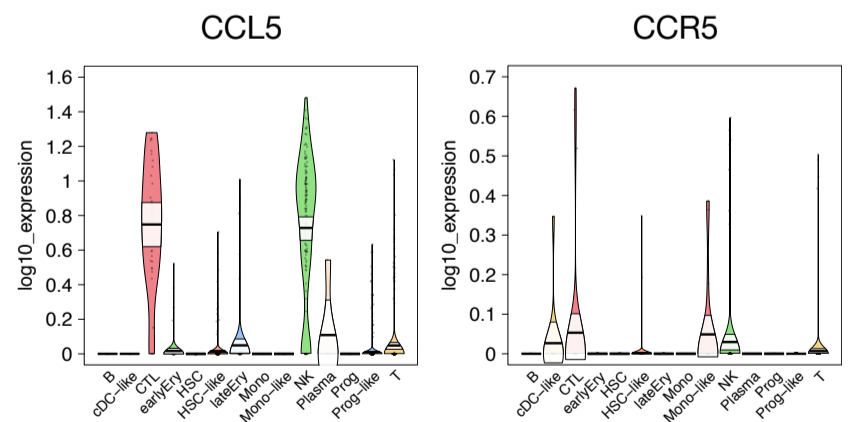 CCL5
CCR5
log10_expression
1.6
1.4
1.2
1
0.8
0.6
0.4
0.2
0
B
cDC-like
CTL
earlyEry
HSC
HSC-like
lateEry
Mono
Mono-like
NK
Plasma
Prog
Prog-like
T
log10_expression
0.7
0.6
0.5
0.4
0.3
0.2
0.1
0
B
cDC-like
CTL
earlyEry
HSC
HSC-like
lateEry
Mono
Mono-like
NK
Plasma
Prog
Prog-like
T